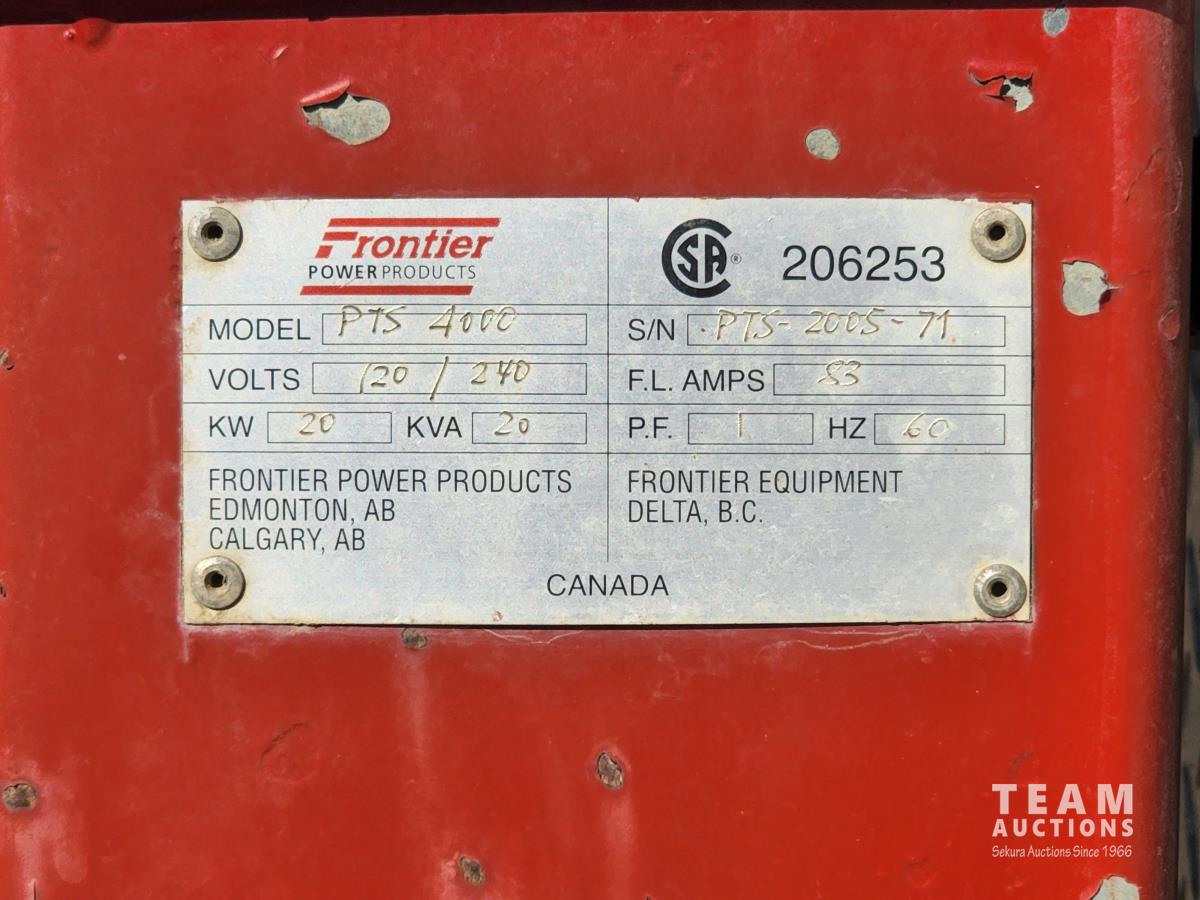 Frontier
POWER PRODUCTS
CSA ® 206253
MODEL PTS 4000
S/N PTS-2005-71
VOLTS 120 / 240
F.L. AMPS 83
KW 20 KVA 20
P.F. 1 HZ 60
FRONTIER POWER PRODUCTS
EDMONTON, AB
CALGARY, AB
FRONTIER EQUIPMENT
DELTA, B.C.
CANADA
TEAM
AUCTIONS
Sekura Auctions Since 1966